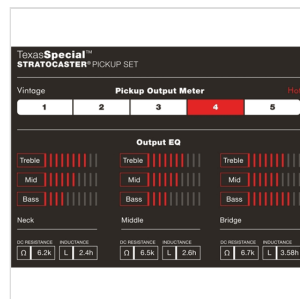 TexasSpecial™
STRATOCASTER® PICKUP SET
Vintage Pickup Output Meter
1 2 3 4 5
Output EQ
Treble Treble Treble
Mid Mid Mid
Bass Bass Bass
Neck Middle Bridge
DC RESISTANCE INDUCTANCE DC RESISTANCE INDUCTANCE DC RESISTANCE INDUCTANCE
Ω 6.2k L 2.4h Ω 6.5k L 2.6h Ω 6.7k L 3.58h